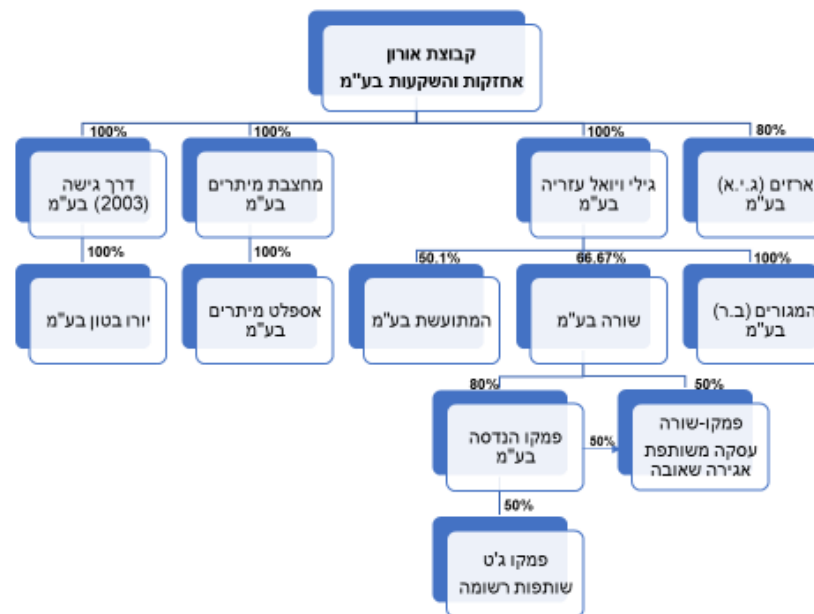 קבוצת אורון
אחזקות והשקעות בע"מ
80%
100%
100%
100%
ארזים (ג.י.א)
בע"מ
גילי ויואל עזריה
בע"מ
מחצבת מיתרים
בע"מ
דרך גישה
(2003) בע"מ
100%
66.67%
50.1%
100%
100%
המגורים (ב.ר)
בע"מ
שורה בע"מ
המתועשת בע"מ
אספלט מיתרים
בע"מ
יורו בטון בע"מ
50%
80%
פמקו-שורה
עסקה משותפת
אגירה שאובה
50%
פמקו הנדסה
בע"מ
50%
פמקו ג'ט
שותפות רשומה